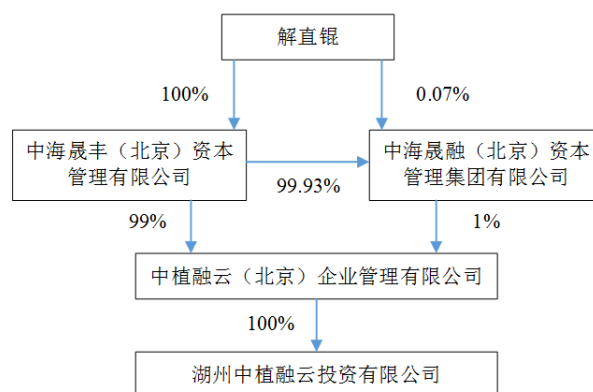 解直锟
100%
0.07%
中海晟丰（北京）资本
管理有限公司
99.93%
中海晟融（北京）资本
管理集团有限公司
99%
1%
中植融云（北京）企业管理有限公司
100%
湖州中植融云投资有限公司